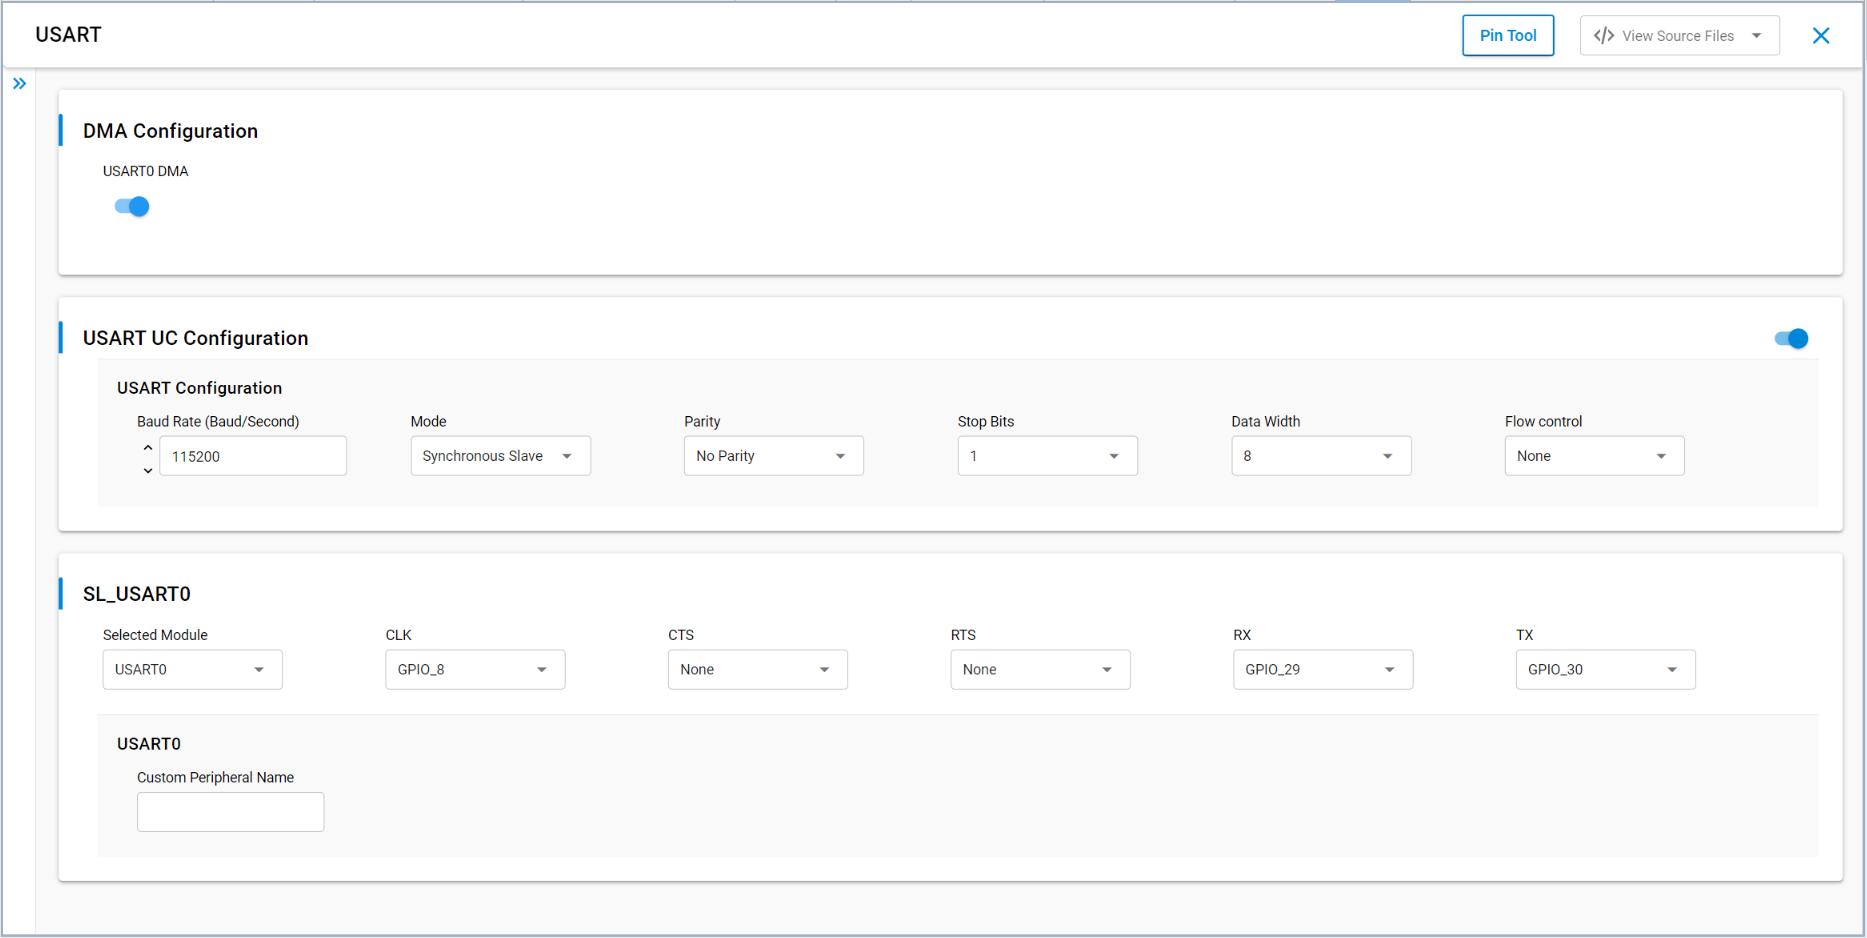 USART
Pin Tool
</> View Source Files
DMA Configuration
USART0 DMA
USART UC Configuration
USART Configuration
Baud Rate (Baud/Second) Mode Parity Stop Bits Data Width Flow control
115200 Synchronous Slave No Parity 1 8 None
SL_USART0
Selected Module CLK CTS RTS RX TX
USART0 GPIO_8 None None GPIO_29 GPIO_30
USART0
Custom Peripheral Name